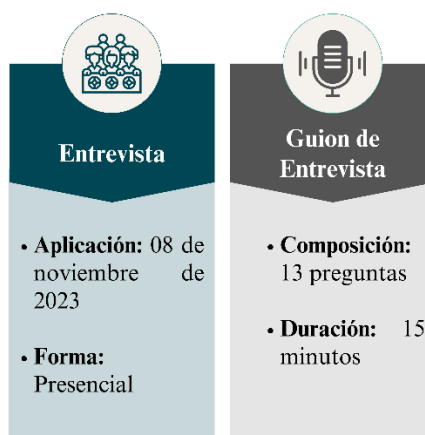 Entrevista
• Aplicación: 08 de
noviembre de
2023
• Forma:
Presencial
Guion de
Entrevista
• Composición:
13 preguntas
• Duración: 15
minutos